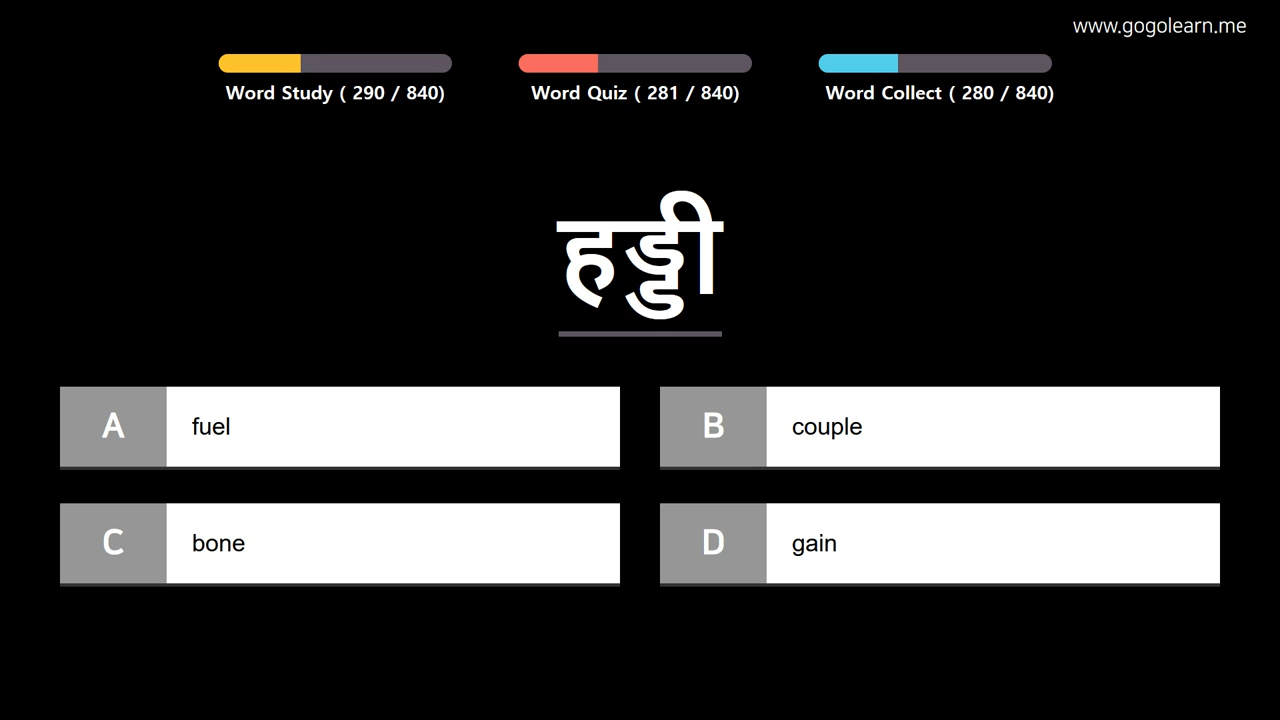 www.gogolearn.me
Word Study ( 290 / 840)
Word Quiz ( 281 / 840)
Word Collect ( 280 / 840)
हड्डी
A fuel
B couple
C bone
D gain